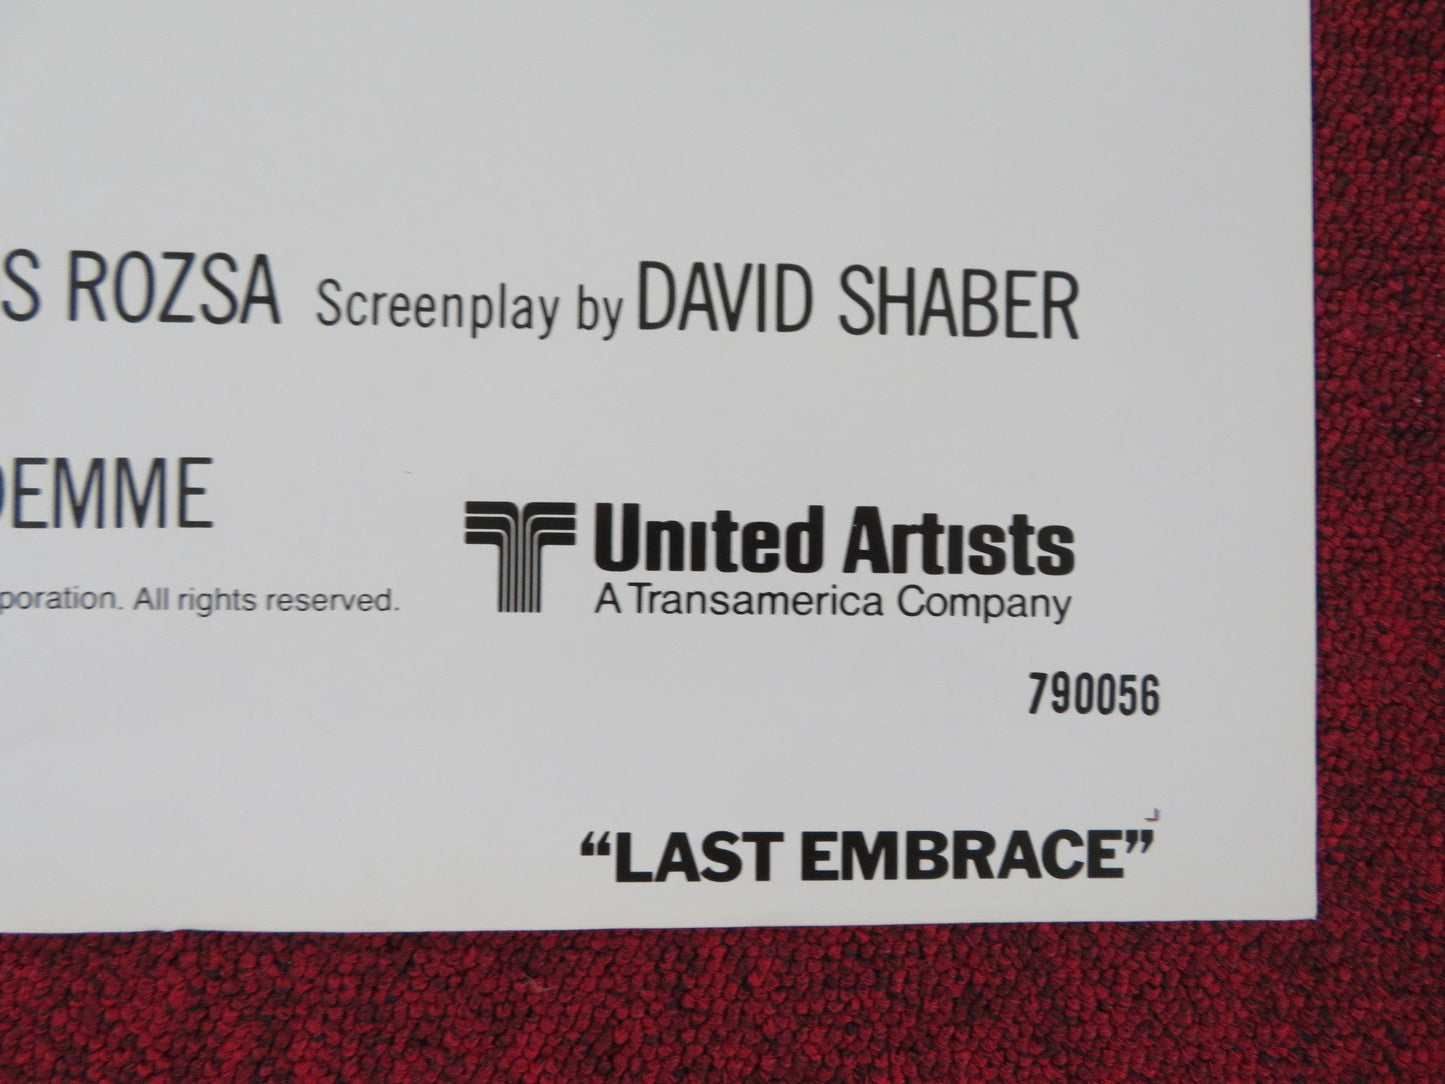 S ROZSA Screenplay by DAVID SHABER
DEMME
poration. All rights reserved.
United Artists
A Transamerica Company
790056
“LAST EMBRACE”